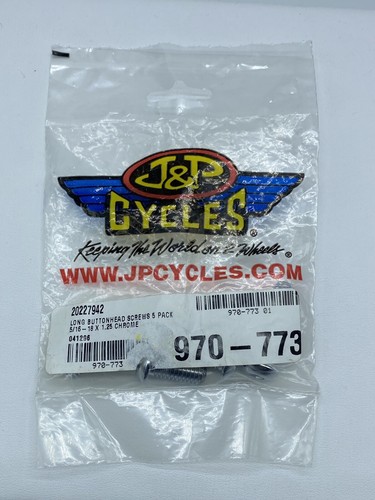 J&P
CYCLES®
Keeping The World on 2 Wheels®
WWW.JPCYCLES.COM
20227942
LONG BUTTONHEAD SCREWS 5 PACK
5/16-18 X 1.25 CHROME
041296
970-773
970-773 01
970-773